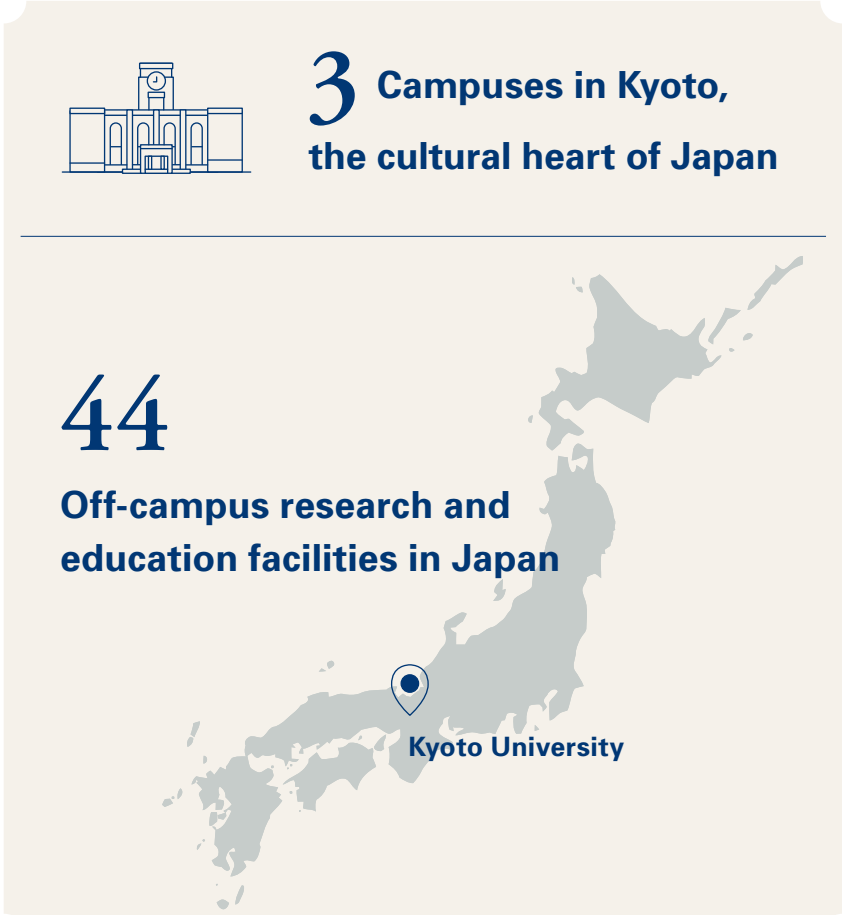 3 Campuses in Kyoto,
the cultural heart of Japan
44
Off-campus research and
education facilities in Japan
Kyoto University